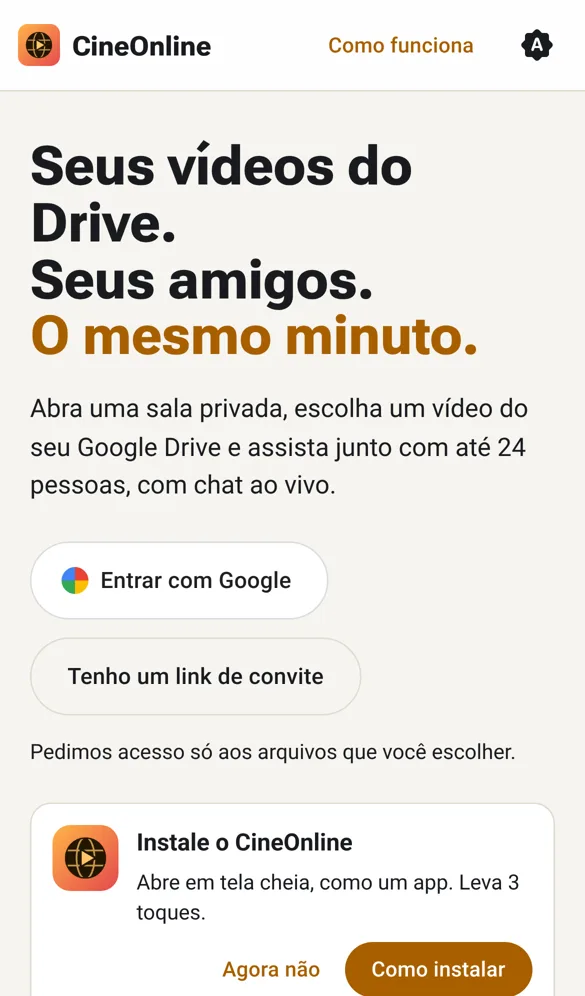 CineOnline
Como funciona
A
Seus vídeos do
Drive.
Seus amigos.
O mesmo minuto.
Abra uma sala privada, escolha um vídeo do
seu Google Drive e assista junto com até 24
pessoas, com chat ao vivo.
Entrar com Google
Tenho um link de convite
Pedimos acesso só aos arquivos que você escolher.
Instale o CineOnline
Abre em tela cheia, como um app. Leva 3
toques.
Agora não
Como instalar